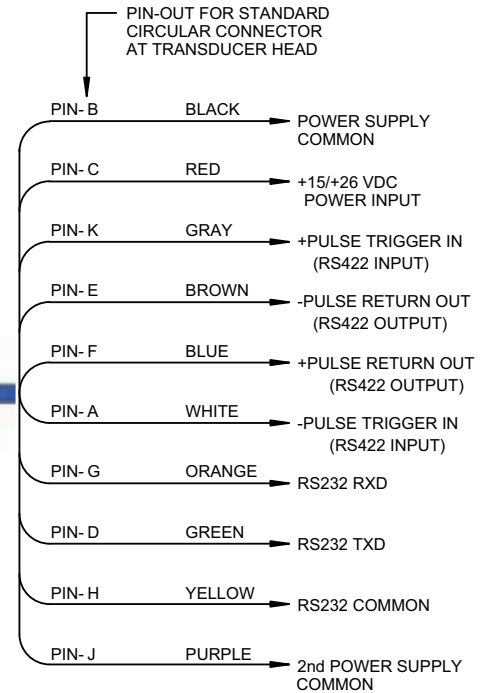 PIN-OUT FOR STANDARD
CIRCULAR CONNECTOR
AT TRANSDUCER HEAD
PIN- B BLACK POWER SUPPLY
COMMON
PIN- C RED +15/+26 VDC
POWER INPUT
PIN- K GRAY +PULSE TRIGGER IN
(RS422 INPUT)
PIN- E BROWN -PULSE RETURN OUT
(RS422 OUTPUT)
PIN- F BLUE +PULSE RETURN OUT
(RS422 OUTPUT)
PIN- A WHITE -PULSE TRIGGER IN
(RS422 INPUT)
PIN- G ORANGE RS232 RXD
PIN- D GREEN RS232 TXD
PIN- H YELLOW RS232 COMMON
PIN- J PURPLE 2nd POWER SUPPLY
COMMON